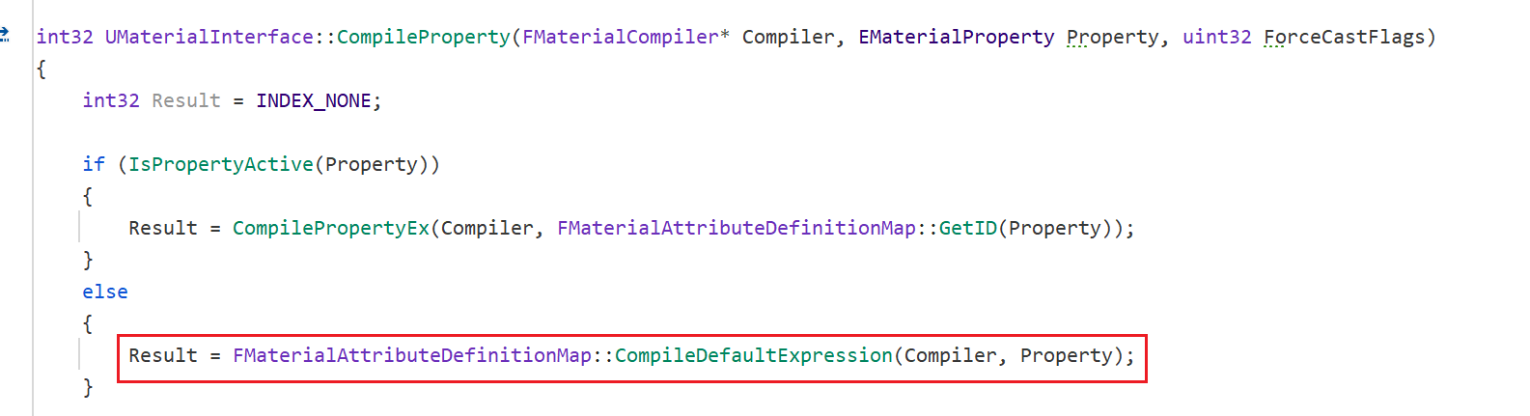 int32 UMaterialInterface::CompileProperty(FMaterialCompiler* Compiler, EMaterialProperty Property, uint32 ForceCastFlags)
{
    int32 Result = INDEX_NONE;
    if (IsPropertyActive(Property))
    {
        Result = CompilePropertyEx(Compiler, FMaterialAttributeDefinitionMap::GetID(Property));
    }
    else
    {
        Result = FMaterialAttributeDefinitionMap::CompileDefaultExpression(Compiler, Property);
    }